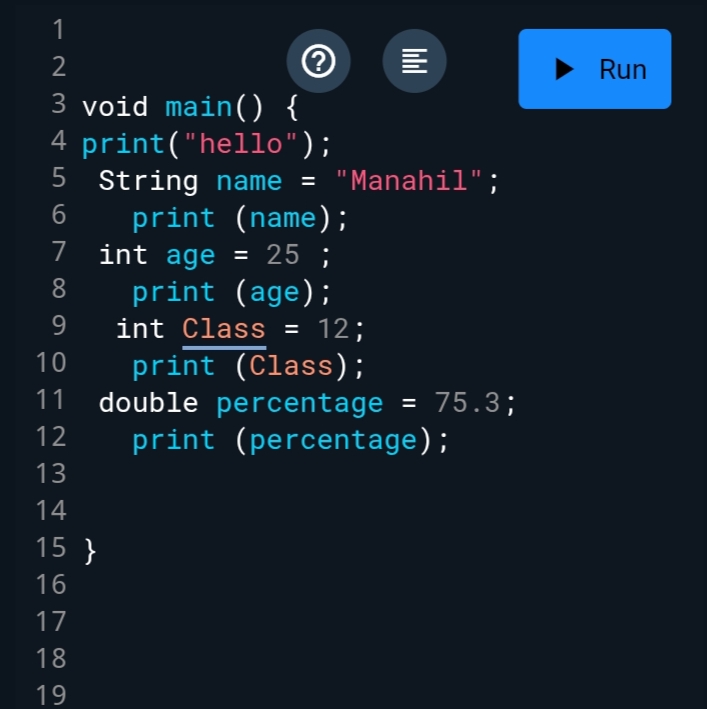 1
2
Run
3 void main() {
4 print("hello");
5 String name = "Manahil";
6 print (name);
7 int age = 25 ;
8 print (age);
9 int Class = 12;
10 print (Class);
11 double percentage = 75.3;
12 print (percentage);
13
14
15 }
16
17
18
19